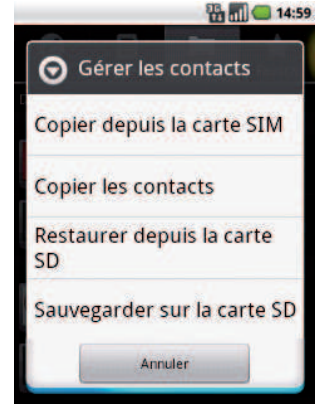 14:59
Gérer les contacts
Copier depuis la carte SIM
Copier les contacts
Restaurer depuis la carte
SD
Sauvegarder sur la carte SD
Annuler